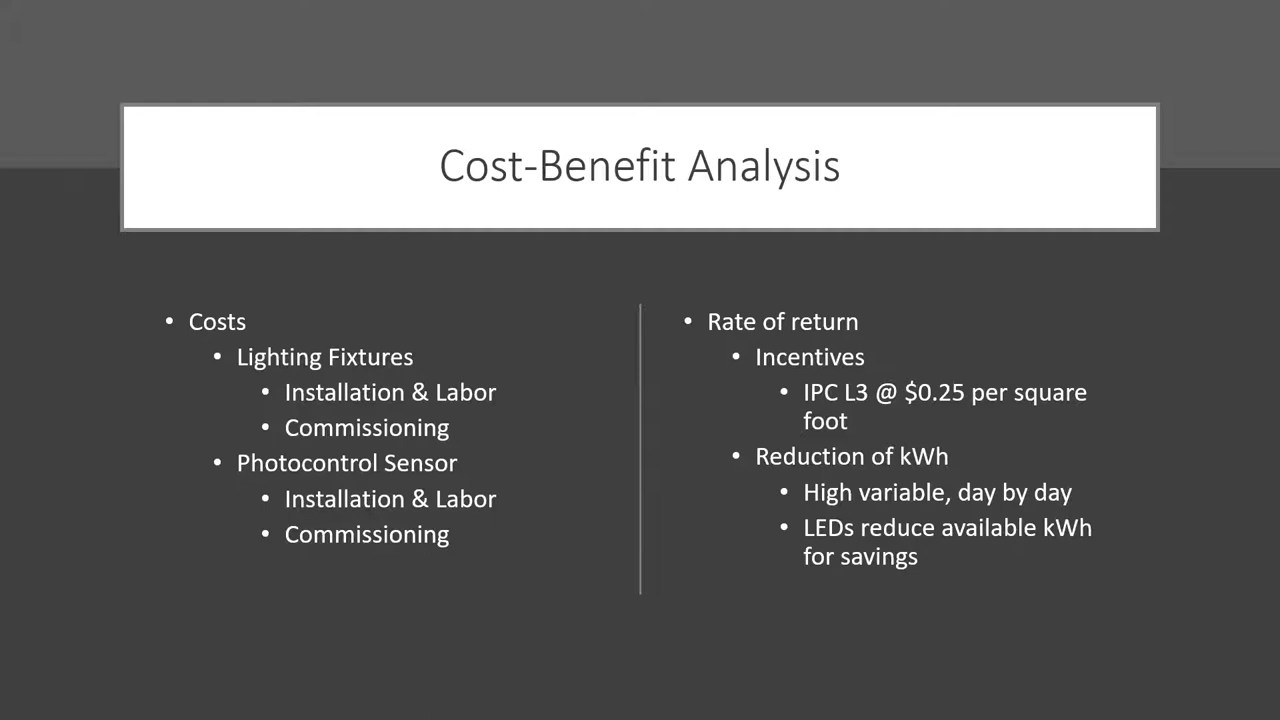 Cost-Benefit Analysis
• Costs
• Lighting Fixtures
• Installation & Labor
• Commissioning
• Photocontrol Sensor
• Installation & Labor
• Commissioning
• Rate of return
• Incentives
• IPC L3 @ $0.25 per square
foot
• Reduction of kWh
• High variable, day by day
• LEDs reduce available kWh
for savings